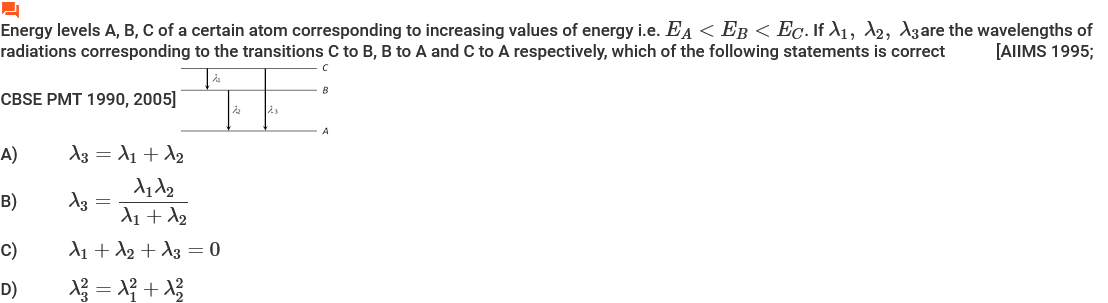 Energy levels A, B, C of a certain atom corresponding to increasing values of energy i.e. $E_A < E_B < E_C$. If $\lambda_1,\ \lambda_2,\ \lambda_3$are the wavelengths of
radiations corresponding to the transitions C to B, B to A and C to A respectively, which of the following statements is correct [AIIMS 1995;
C
λ1
B
CBSE PMT 1990, 2005]
λ2 λ3
A
A) $\lambda_3 = \lambda_1 + \lambda_2$
B) $\lambda_3 = \frac{\lambda_1 \lambda_2}{\lambda_1 + \lambda_2}$
C) $\lambda_1 + \lambda_2 + \lambda_3 = 0$
D) $\lambda_3^2 = \lambda_1^2 + \lambda_2^2$